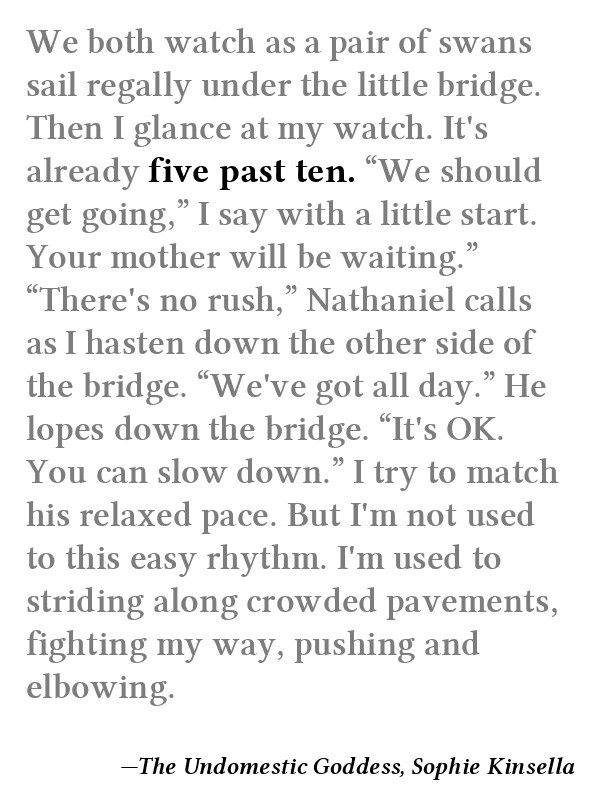 We both watch as a pair of swans
sail regally under the little bridge.
Then I glance at my watch. It's
already five past ten. “We should
get going,” I say with a little start.
Your mother will be waiting.”
“There's no rush,” Nathaniel calls
as I hasten down the other side of
the bridge. “We've got all day.” He
lopes down the bridge. “It's OK.
You can slow down.” I try to match
his relaxed pace. But I'm not used
to this easy rhythm. I'm used to
striding along crowded pavements,
fighting my way, pushing and
elbowing.
—The Undomestic Goddess, Sophie Kinsella